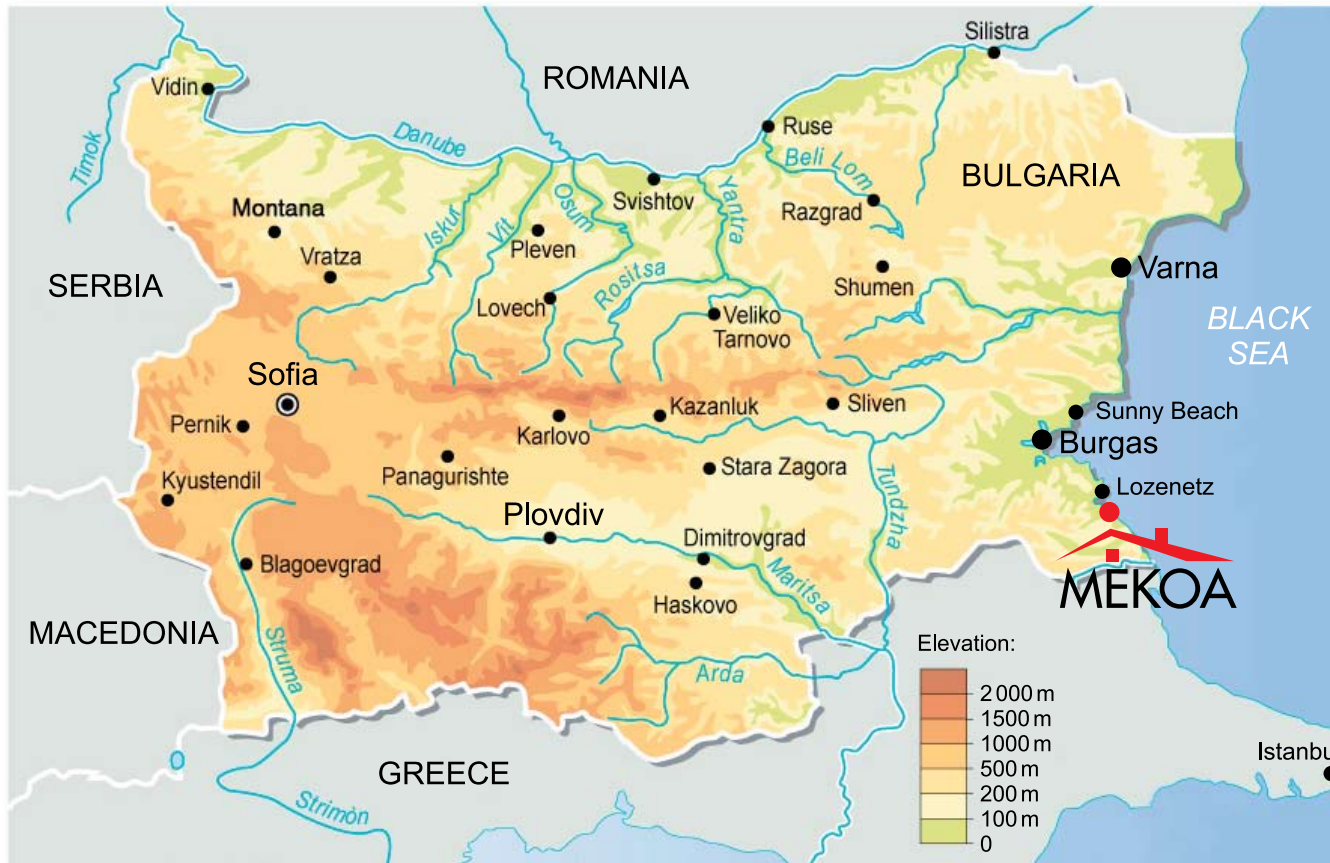 Silistra
ROMANIA
Vidin
Ruse
Danube
Timok
Beli Lom
BULGARIA
Svishtov
Yantra
Razgrad
Montana
Iskur
Vit
Osum
Pleven
Vratza
Rositsa
Shumen
Varna
SERBIA
Lovech
Veliko
Tarnovo
BLACK
SEA
Sofia
Pernik
Karlovo
Kazanluk
Sliven
Sunny Beach
Burgas
Panagurishte
Stara Zagora
Kyustendil
Tundzha
Lozenetz
Plovdiv
Dimitrovgrad
Blagoevgrad
Maritsa
Haskovo
MEKOA
MACEDONIA
Struma
Arda
Elevation:
2 000 m
1500 m
1000 m
500 m
200 m
100 m
0
GREECE
Istanbu
Strimòn